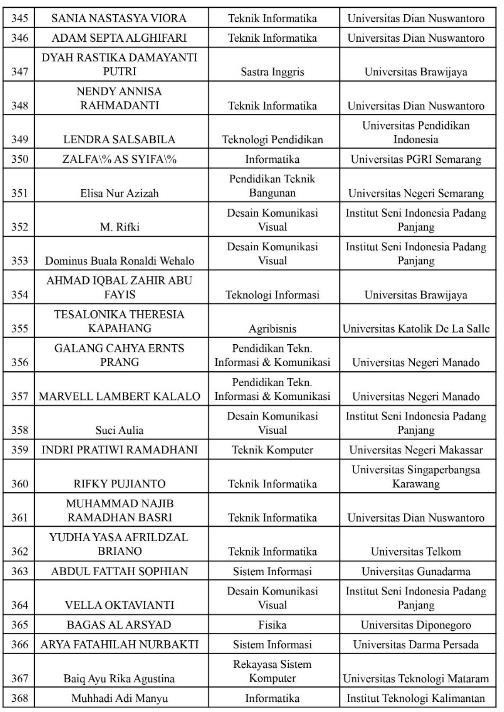 345 SANIA NASTASYA VIORA Teknik Informatika Universitas Dian Nuswantoro
346 ADAM SEPTA ALGHIFARI Teknik Informatika Universitas Dian Nuswantoro
347 DYAH RASTIKA DAMAYANTI
PUTRI Sastra Inggris Universitas Brawijaya
348 NENDY ANNISA
RAHMADANTI Teknik Informatika Universitas Dian Nuswantoro
349 LENDRA SALSABILA Teknologi Pendidikan Universitas Pendidikan
Indonesia
350 ZALFA\% AS SYIFA\% Informatika Universitas PGRI Semarang
351 Elisa Nur Azizah Pendidikan Teknik
Bangunan Universitas Negeri Semarang
352 M. Rifki Desain Komunikasi
Visual Institut Seni Indonesia Padang
Panjang
353 Dominus Buala Ronaldi Wehalo Desain Komunikasi
Visual Institut Seni Indonesia Padang
Panjang
354 AHMAD IQBAL ZAHIR ABU
FAYIS Teknologi Informasi Universitas Brawijaya
355 TESALONIKA THERESIA
KAPAHANG Agribisnis Universitas Katolik De La Salle
356 GALANG CAHYA ERNTS
PRANG Pendidikan Tekn.
Informasi & Komunikasi Universitas Negeri Manado
357 MARVELL LAMBERT KALALO Pendidikan Tekn.
Informasi & Komunikasi Universitas Negeri Manado
358 Suci Aulia Desain Komunikasi
Visual Institut Seni Indonesia Padang
Panjang
359 INDRI PRATIWI RAMADHANI Teknik Komputer Universitas Negeri Makassar
360 RIFKY PUJIANTO Teknik Informatika Universitas Singaperbangsa
Karawang
361 MUHAMMAD NAJIB
RAMADHAN BASRI Teknik Informatika Universitas Dian Nuswantoro
362 YUDHA YASA AFRILDZAL
BRIANO Teknik Informatika Universitas Telkom
363 ABDUL FATTAH SOPHIAN Sistem Informasi Universitas Gunadarma
364 VELLA OKTAVIANTI Desain Komunikasi
Visual Institut Seni Indonesia Padang
Panjang
365 BAGAS AL ARSYAD Fisika Universitas Diponegoro
366 ARYA FATAHILAH NURBAKTI Sistem Informasi Universitas Darma Persada
367 Baiq Ayu Rika Agustina Rekayasa Sistem
Komputer Universitas Teknologi Mataram
368 Muhhadi Adi Manyu Informatika Institut Teknologi Kalimantan